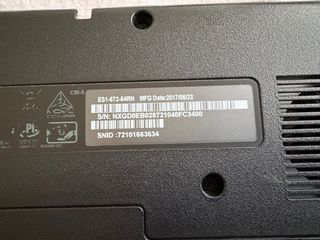 CM-5
ES1-572-54RN MFG Date:2017/06/23
S/N: NXGD0EB028721040FC3400
SNID :72101663634